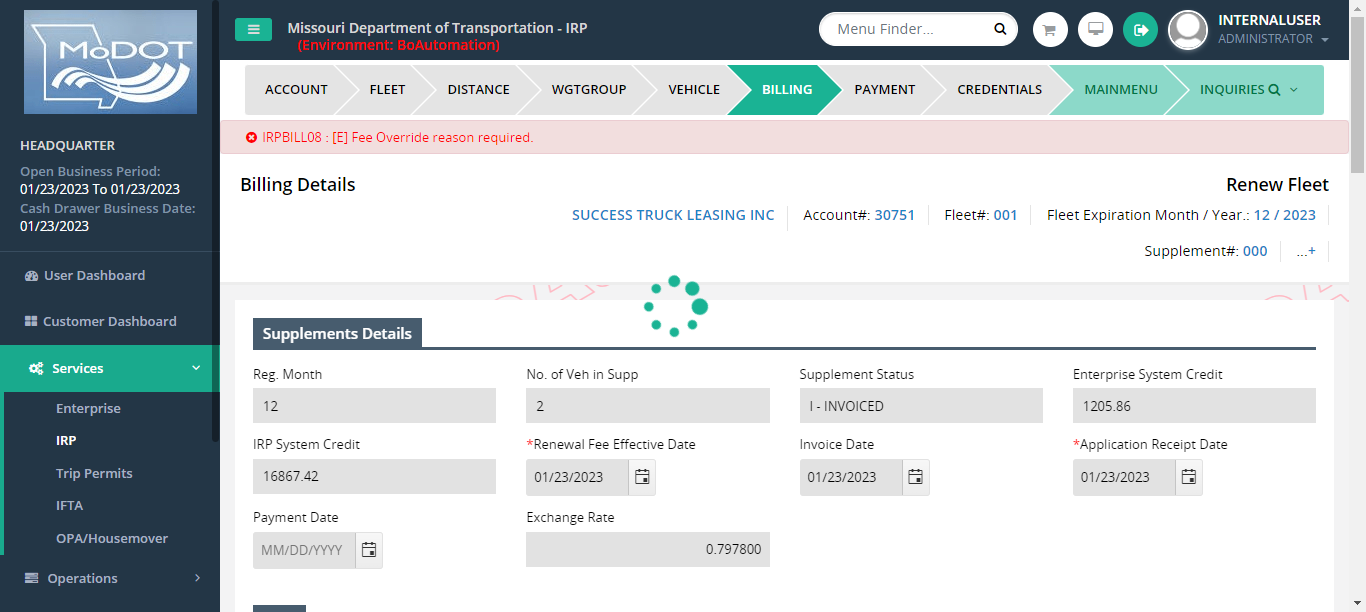 MoDOT
HEADQUARTER
Open Business Period:
01/23/2023 To 01/23/2023
Cash Drawer Business Date:
01/23/2023
User Dashboard
Customer Dashboard
Services
Enterprise
IRP
Trip Permits
IFTA
OPA/Housemover
Operations
Missouri Department of Transportation - IRP
(Environment: BoAutomation)
Menu Finder...
INTERNALUSER
ADMINISTRATOR
ACCOUNT FLEET DISTANCE WGTGROUP VEHICLE BILLING PAYMENT CREDENTIALS MAINMENU INQUIRIES
IRPBILL08 : [E] Fee Override reason required.
Billing Details Renew Fleet
SUCCESS TRUCK LEASING INC Account#: 30751 Fleet#: 001 Fleet Expiration Month / Year.: 12 / 2023
Supplement#: 000 ...+
Supplements Details
Reg. Month No. of Veh in Supp Supplement Status Enterprise System Credit
12 2 I - INVOICED 1205.86
IRP System Credit *Renewal Fee Effective Date Invoice Date *Application Receipt Date
16867.42 01/23/2023 01/23/2023 01/23/2023
Payment Date Exchange Rate
MM/DD/YYYY 0.797800